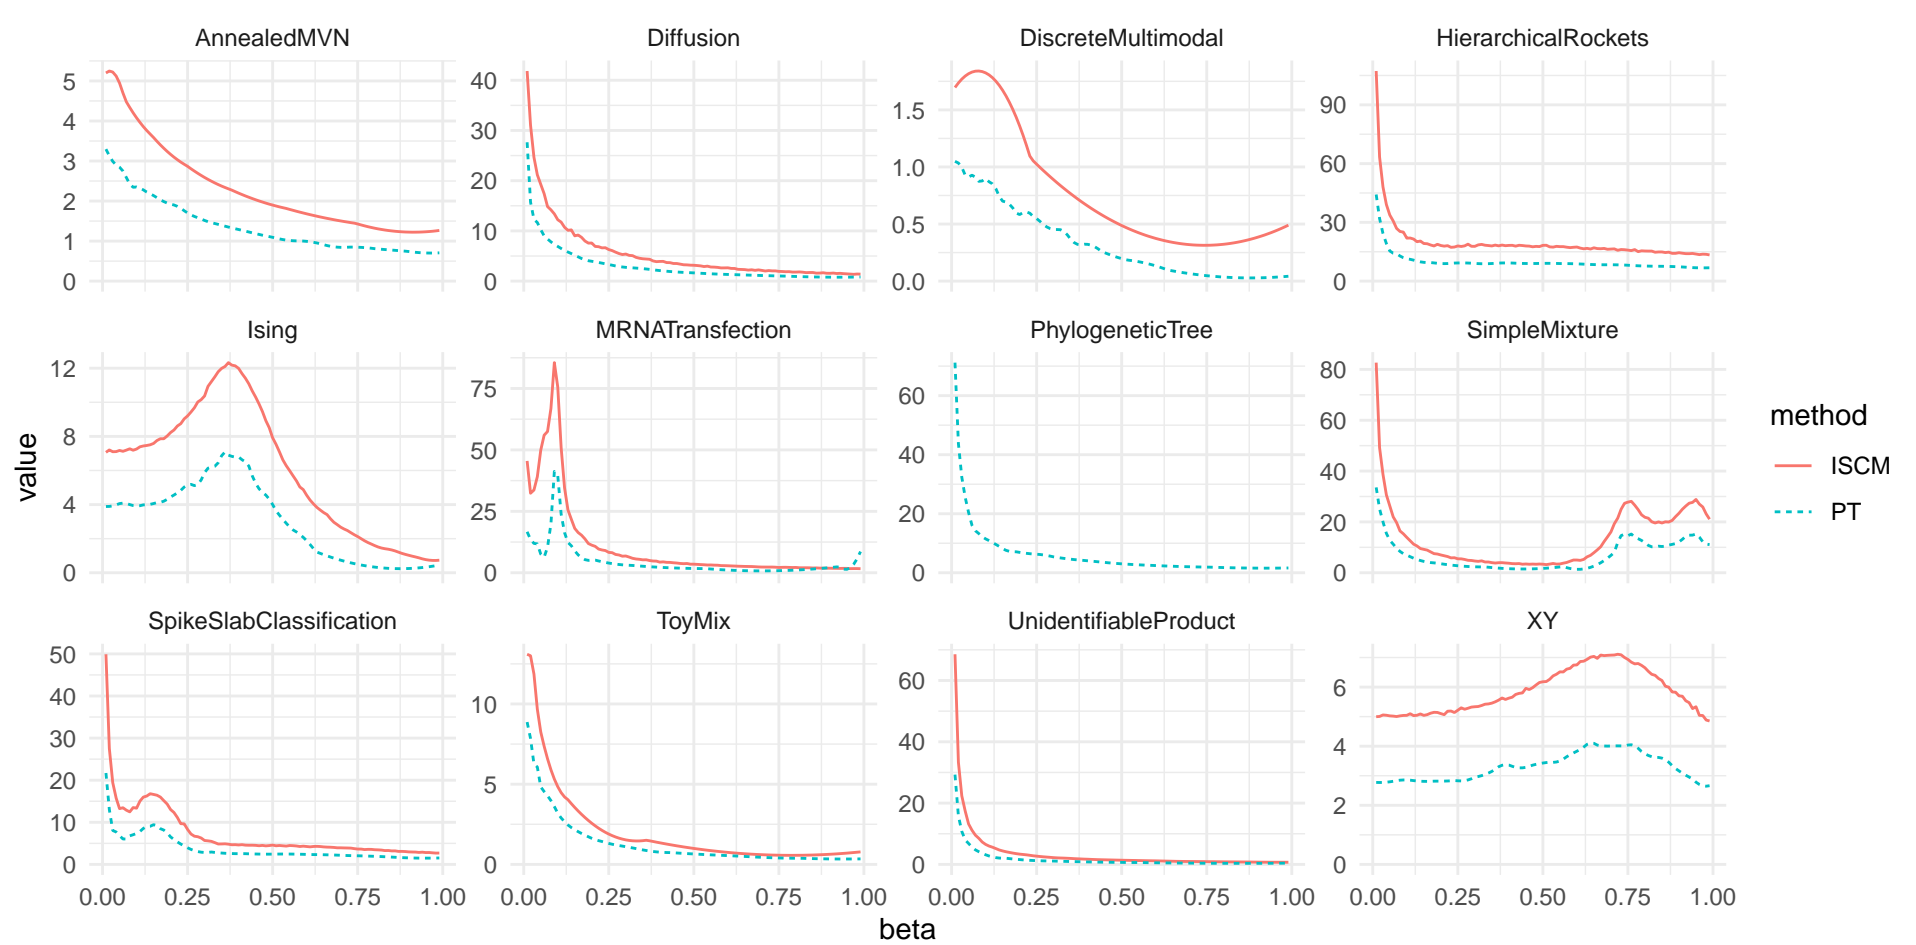 AnnealedMVN
Diffusion
DiscreteMultimodal
HierarchicalRockets
5
4
3
2
1
0
40
30
20
10
0
1.5
1.0
0.5
0.0
90
60
30
0
Ising
MRNATransfection
PhylogeneticTree
SimpleMixture
12
8
4
0
75
50
25
0
60
40
20
0
80
60
40
20
0
SpikeSlabClassification
ToyMix
UnidentifiableProduct
XY
50
40
30
20
10
0
10
5
0
60
40
20
0
6
4
2
0
0.00 0.25 0.50 0.75 1.00
0.00 0.25 0.50 0.75 1.00
0.00 0.25 0.50 0.75 1.00
0.00 0.25 0.50 0.75 1.00
value
beta
method
ISCM
PT